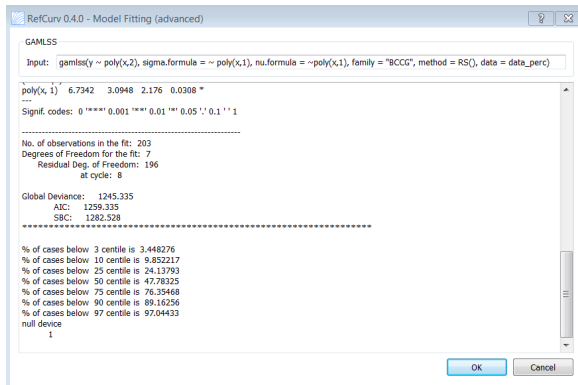 RefCurv 0.4.0 - Model Fitting (advanced)
GAMLSS
Input: gamlss(y ~ poly(x,2), sigma.formula = ~ poly(x,1), nu.formula = ~poly(x,1), family = "BCCG", method = RS(), data = data_perc)
poly(x, 1) 6.7342 3.0948 2.176 0.0308 *
---
Signif. codes: 0 '***' 0.001 '**' 0.01 '*' 0.05 '.' 0.1 ' ' 1
-------------------------------------------------------------------
No. of observations in the fit: 203
Degrees of Freedom for the fit: 7
Residual Deg. of Freedom: 196
at cycle: 8
Global Deviance: 1245.335
AIC: 1259.335
SBC: 1282.528
*******************************************************************
% of cases below 3 centile is 3.448276
% of cases below 10 centile is 9.852217
% of cases below 25 centile is 24.13793
% of cases below 50 centile is 47.78325
% of cases below 75 centile is 76.35468
% of cases below 90 centile is 89.16256
% of cases below 97 centile is 97.04433
null device
1
OK Cancel